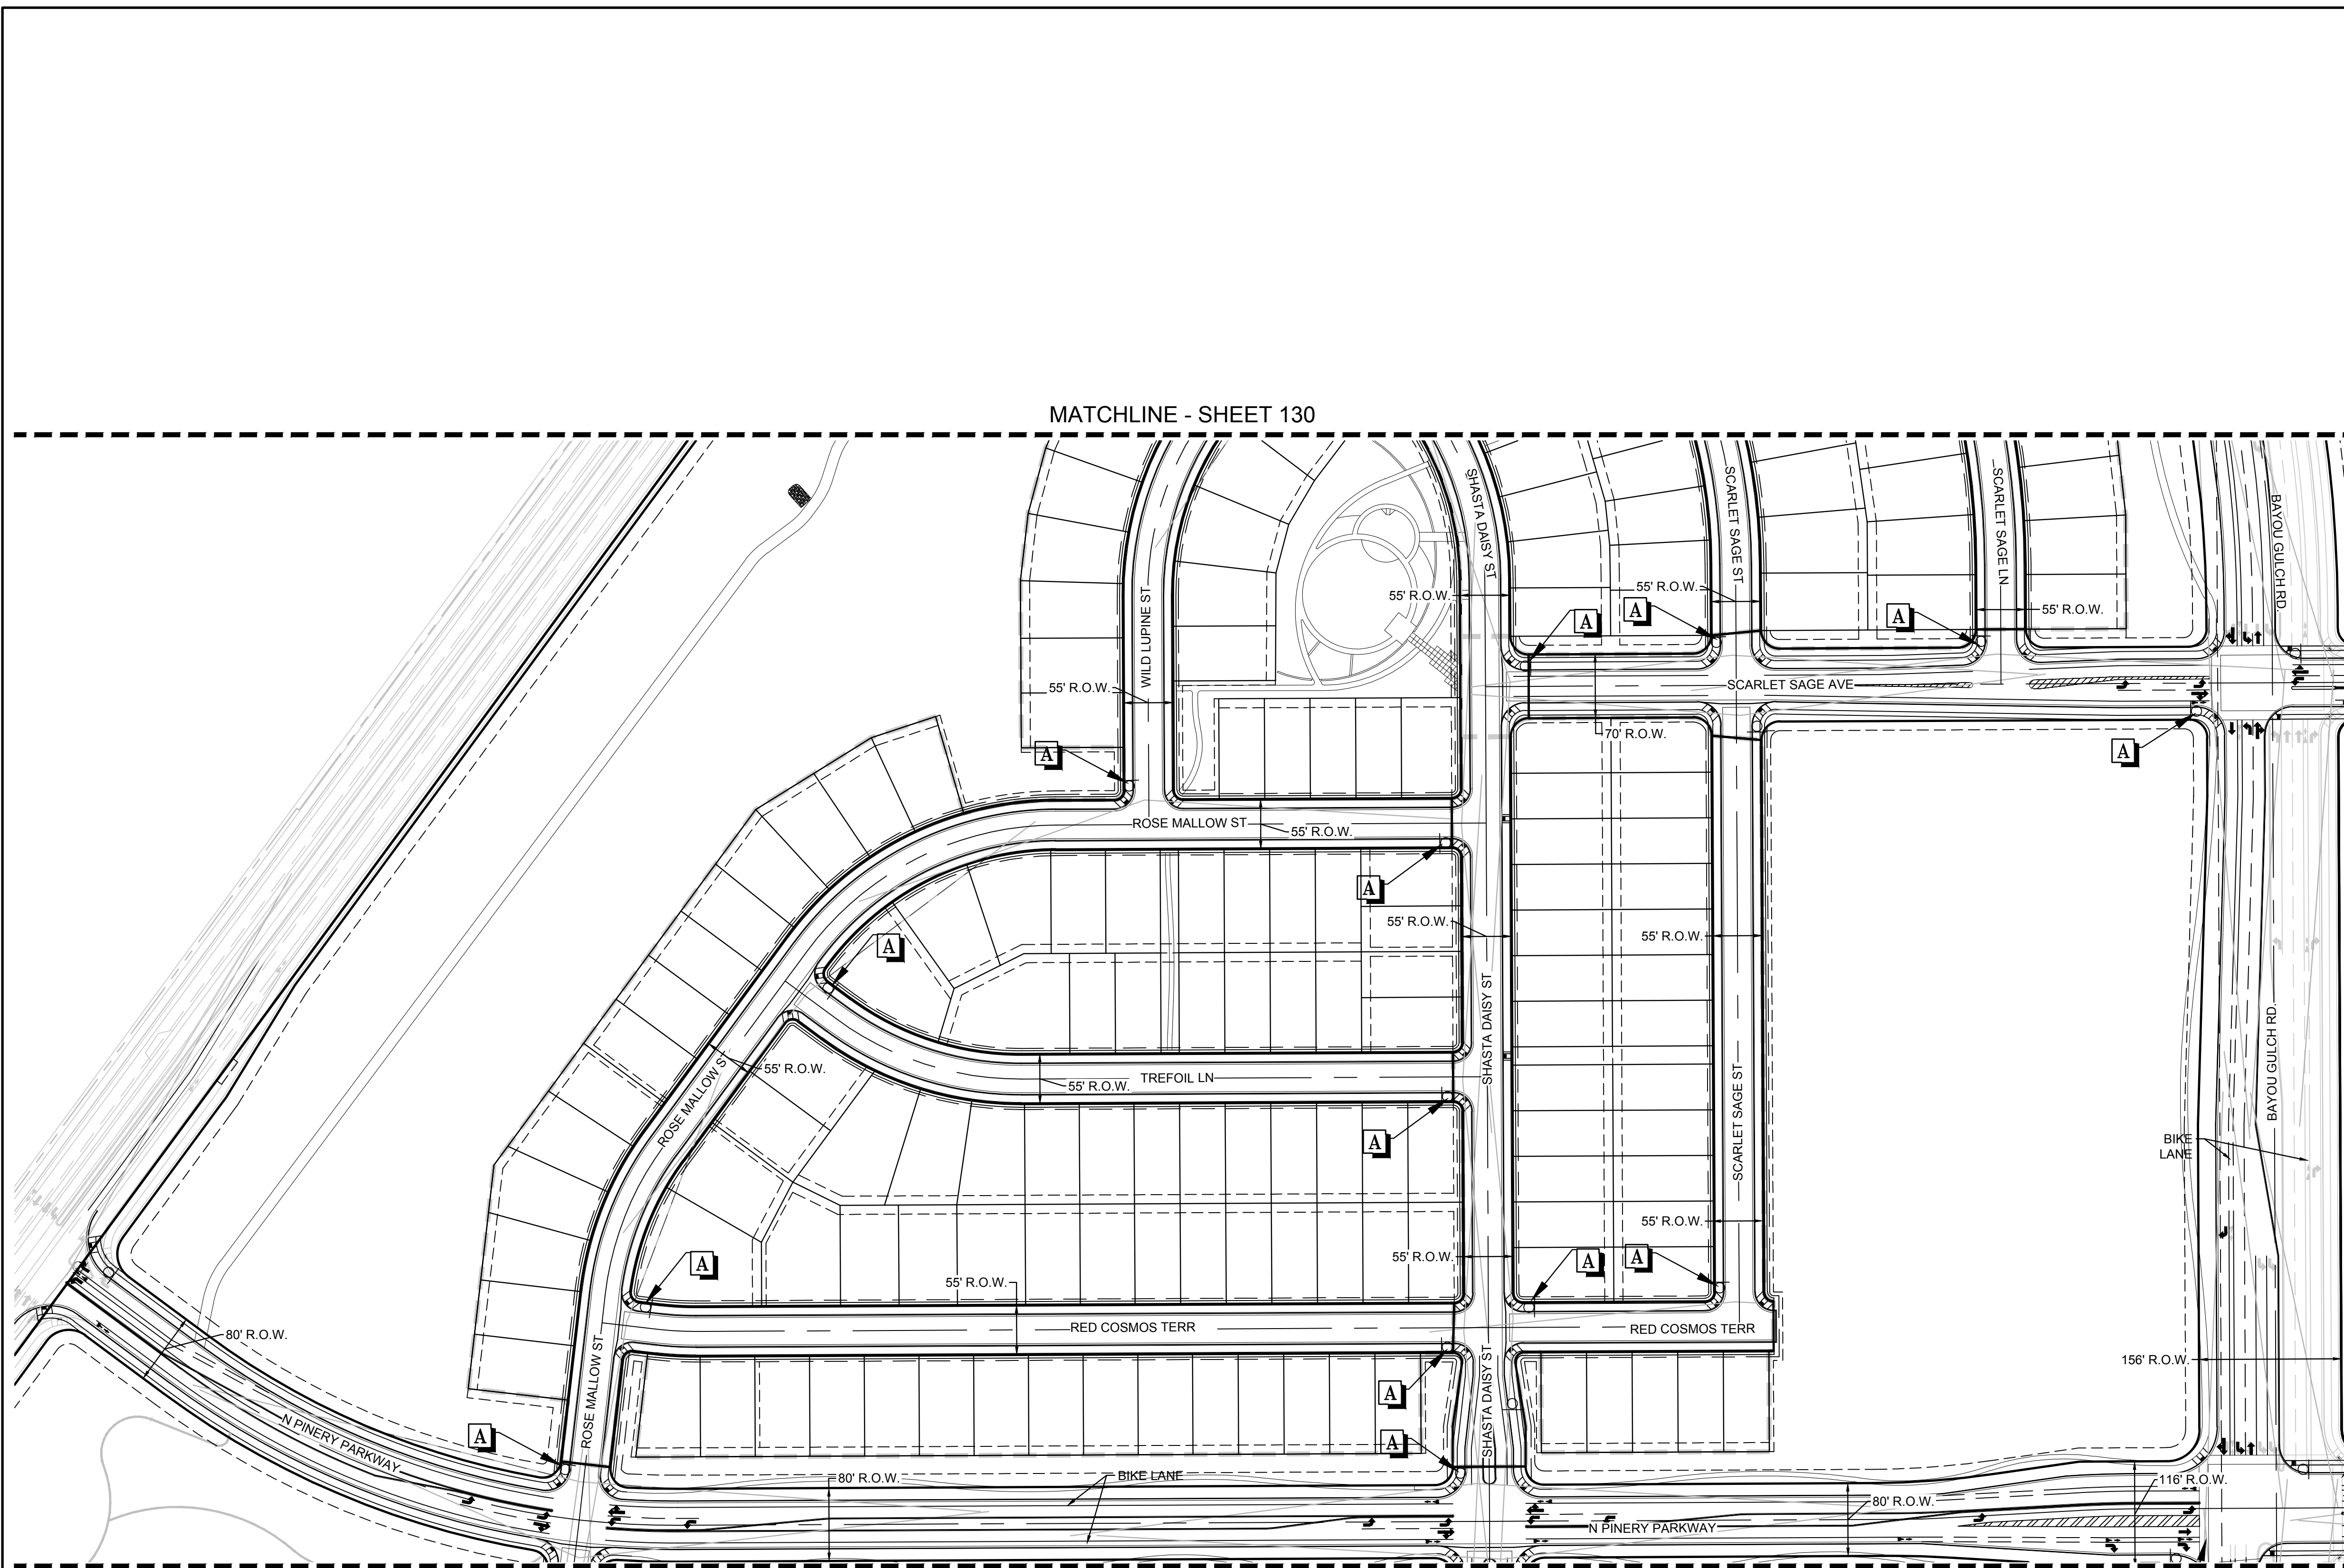 MATCHLINE - SHEET 130
SHASTA DAISY ST
SCARLET SAGE ST
SCARLET SAGE LN
BAYOU GULCH RD.
WILD LUPINE ST
55' R.O.W.
55' R.O.W.
55' R.O.W.
A
A
A
55' R.O.W.
SCARLET SAGE AVE
70' R.O.W.
A
A
ROSE MALLOW ST
55' R.O.W.
A
55' R.O.W.
55' R.O.W.
A
SHASTA DAISY ST
BAYOU GULCH RD.
ROSE MALLOW ST
55' R.O.W.
TREFOIL LN
55' R.O.W.
SCARLET SAGE ST
A
BIKE
LANE
55' R.O.W.
55' R.O.W.
A
A
A
55' R.O.W.
RED COSMOS TERR
RED COSMOS TERR
80' R.O.W.
156' R.O.W.
ROSE MALLOW ST
SHASTA DAISY ST
A
N PINERY PARKWAY
A
A
80' R.O.W.
BIKE LANE
116' R.O.W.
80' R.O.W.
N PINERY PARKWAY